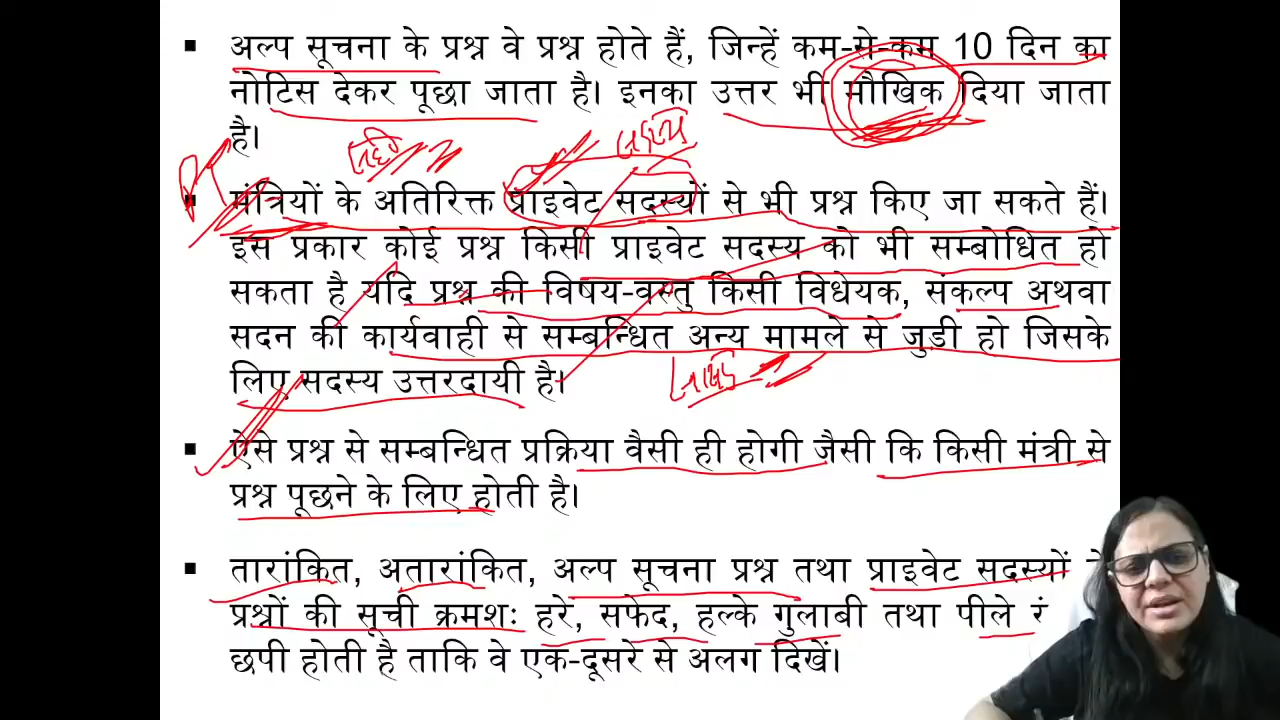 ▪ अल्प सूचना के प्रश्न वे प्रश्न होते हैं, जिन्हें कम-से-कम 10 दिन का
नोटिस देकर पूछा जाता है। इनका उत्तर भी मौखिक दिया जाता
है।
▪ मंत्रियों के अतिरिक्त प्राइवेट सदस्यों से भी प्रश्न किए जा सकते हैं।
इस प्रकार कोई प्रश्न किसी प्राइवेट सदस्य को भी सम्बोधित हो
सकता है यदि प्रश्न की विषय-वस्तु किसी विधेयक, संकल्प अथवा
सदन की कार्यवाही से सम्बन्धित अन्य मामले से जुड़ी हो जिसके
लिए सदस्य उत्तरदायी है।
▪ ऐसे प्रश्न से सम्बन्धित प्रक्रिया वैसी ही होगी जैसी कि किसी मंत्री से
प्रश्न पूछने के लिए होती है।
▪ तारांकित, अतारांकित, अल्प सूचना प्रश्न तथा प्राइवेट सदस्यों
प्रश्नों की सूची क्रमशः हरे, सफेद, हल्के गुलाबी तथा पीले
छपी होती है ताकि वे एक-दूसरे से अलग दिखें।